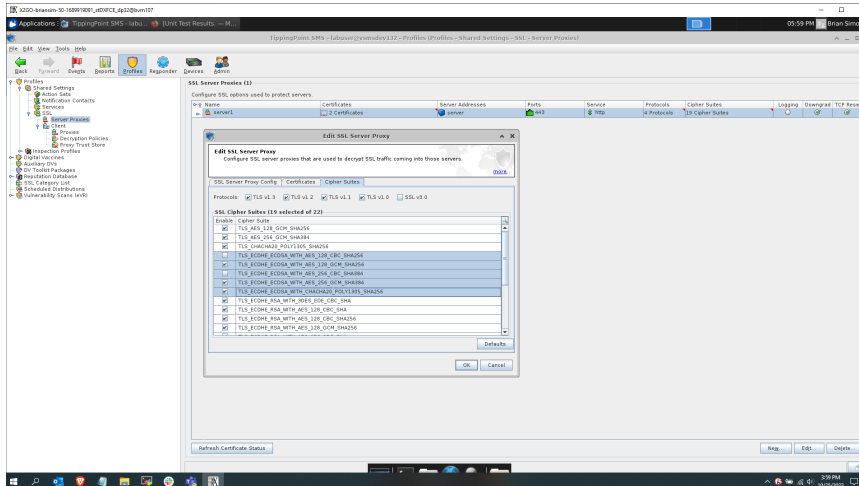 X2GO-briansim-50-1689919091_stDXFCE_dp32@bvm107
Applications
TippingPoint SMS - labu...
[Unit Test Results. — M...
05:59 PM
Brian Simo
TippingPoint SMS - labuser@vsmsdev132 - Profiles (Profiles - Shared Settings - SSL - Server Proxies)
File Edit View Tools Help
Back Forward Events Reports Profiles Responder Devices Admin
Profiles
Shared Settings
Action Sets
Notification Contacts
Services
SSL
Server Proxies
Client
Proxies
Decryption Policies
Proxy Trust Store
Inspection Profiles
Digital Vaccines
Auxiliary DVs
DV Toolkit Packages
Reputation Database
SSL Category List
Scheduled Distributions
Vulnerability Scans (eVR)
SSL Server Proxies (1)
Configure SSL options used to protect servers.
Name Certificates Server Addresses Ports Service Protocols Cipher Suites Logging Downgrad TCP Rese
server1 2 Certificates server 443 http 4 Protocols 19 Cipher Suites
Edit SSL Server Proxy
Edit SSL Server Proxy
Configure SSL server proxies that are used to decrypt SSL traffic coming into those servers.
more
SSL Server Proxy Config Certificates Cipher Suites
Protocols: TLS v1.3 TLS v1.2 TLS v1.1 TLS v1.0 SSL v3.0
SSL Cipher Suites (19 selected of 22)
Enable Cipher Suite
TLS_AES_128_GCM_SHA256
TLS_AES_256_GCM_SHA384
TLS_CHACHA20_POLY1305_SHA256
TLS_ECDHE_ECDSA_WITH_AES_128_CBC_SHA256
TLS_ECDHE_ECDSA_WITH_AES_128_GCM_SHA256
TLS_ECDHE_ECDSA_WITH_AES_256_CBC_SHA384
TLS_ECDHE_ECDSA_WITH_AES_256_GCM_SHA384
TLS_ECDHE_ECDSA_WITH_CHACHA20_POLY1305_SHA256
TLS_ECDHE_RSA_WITH_3DES_EDE_CBC_SHA
TLS_ECDHE_RSA_WITH_AES_128_CBC_SHA
TLS_ECDHE_RSA_WITH_AES_128_CBC_SHA256
TLS_ECDHE_RSA_WITH_AES_128_GCM_SHA256
Defaults
OK Cancel
Refresh Certificate Status
New... Edit... Delete...
3:59 PM
10/25/2023